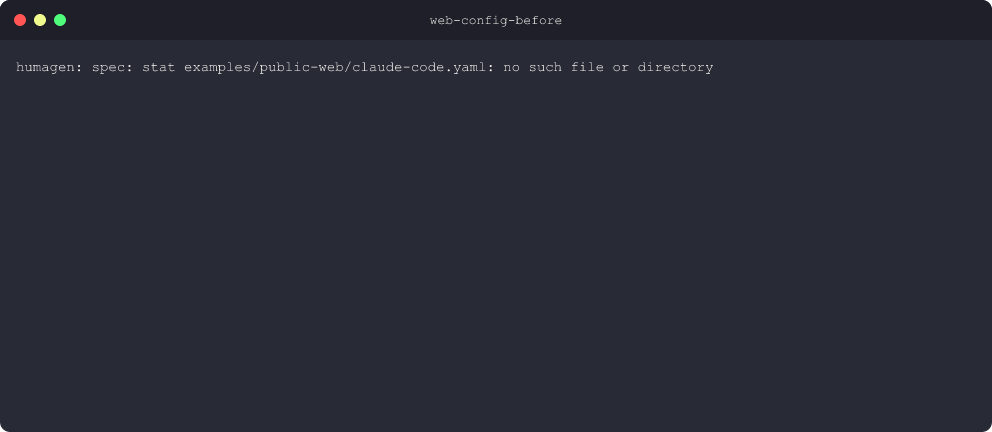 web-config-before
humagen: spec: stat examples/public-web/claude-code.yaml: no such file or directory